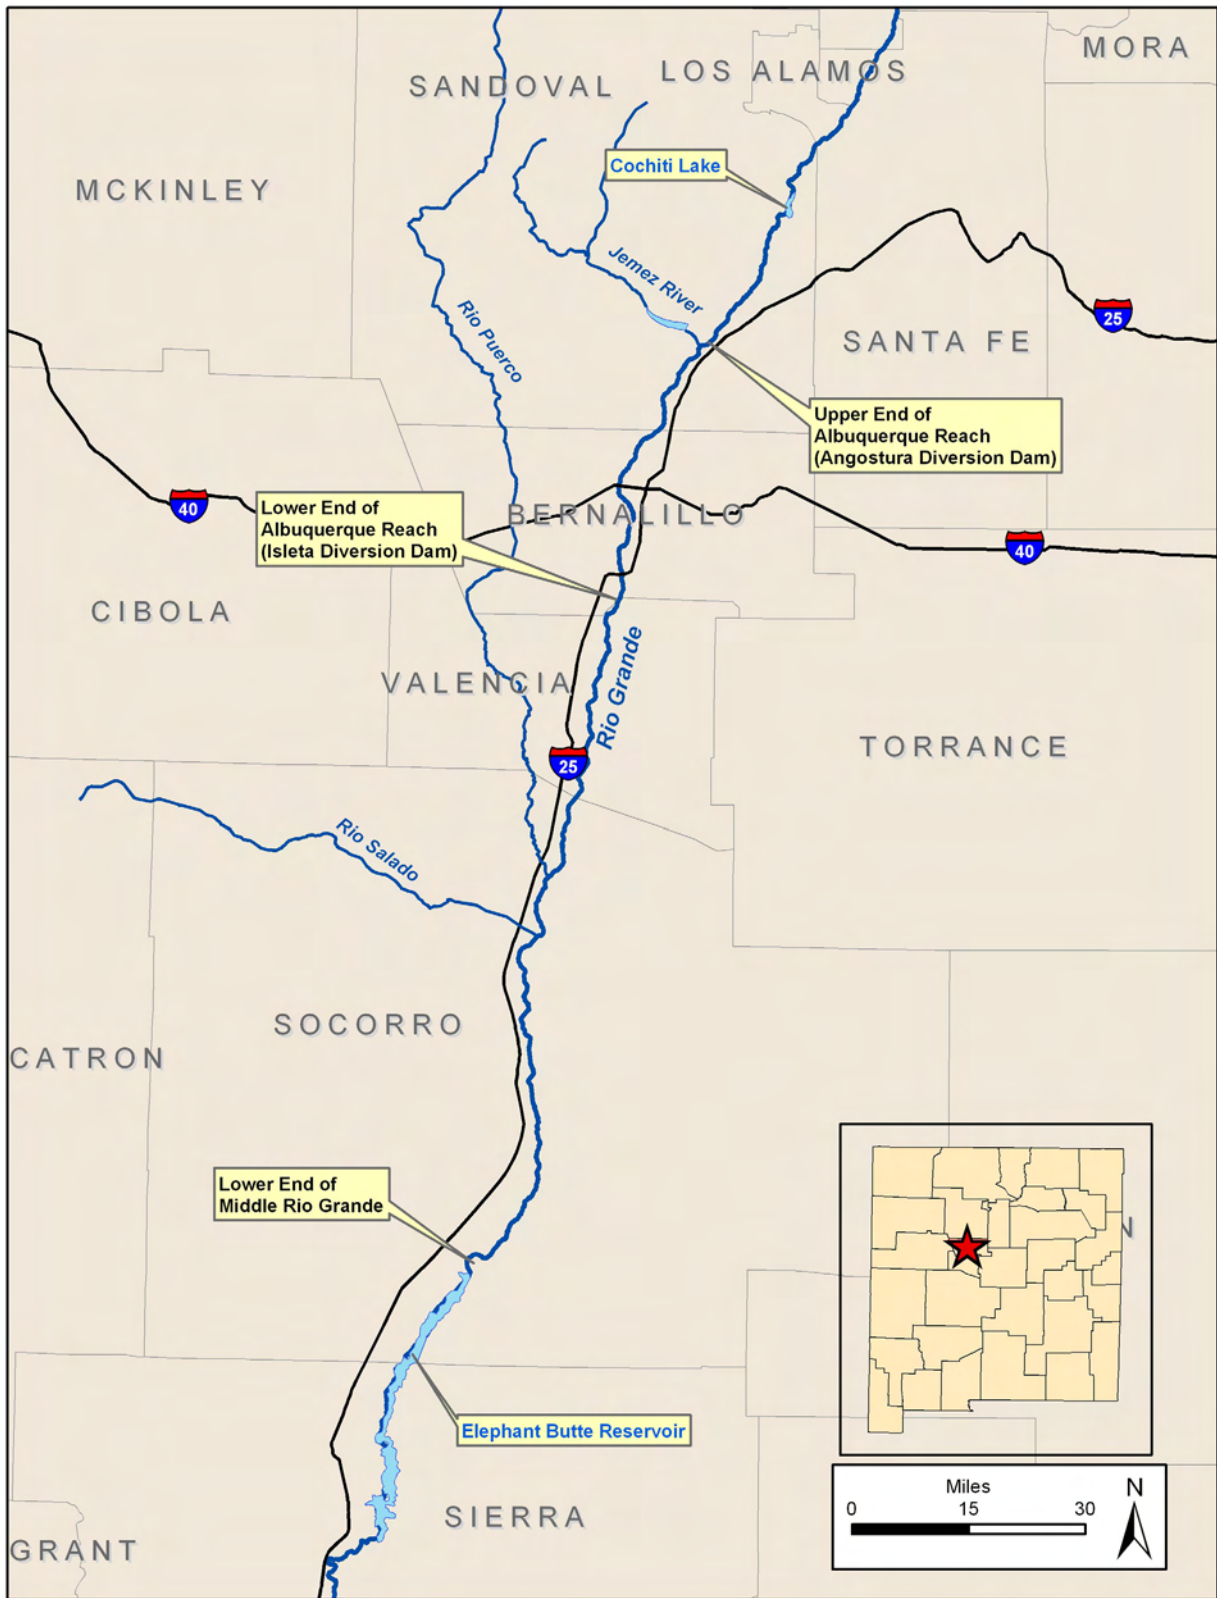 MORA
LOS ALAMOS
SANDOVAL
Cochiti Lake
MCKINLEY
Jemez River
Rio Puerco
25
SANTA FE
Upper End of
Albuquerque Reach
(Angostura Diversion Dam)
40
Lower End of
Albuquerque Reach
(Isleta Diversion Dam)
BERNALILLO
40
CIBOLA
Rio Grande
VALENCIA
TORRANCE
25
Rio Salado
SOCORRO
CATRON
Lower End of
Middle Rio Grande
N
Elephant Butte Reservoir
Miles
N
0 15 30
SIERRA
GRANT